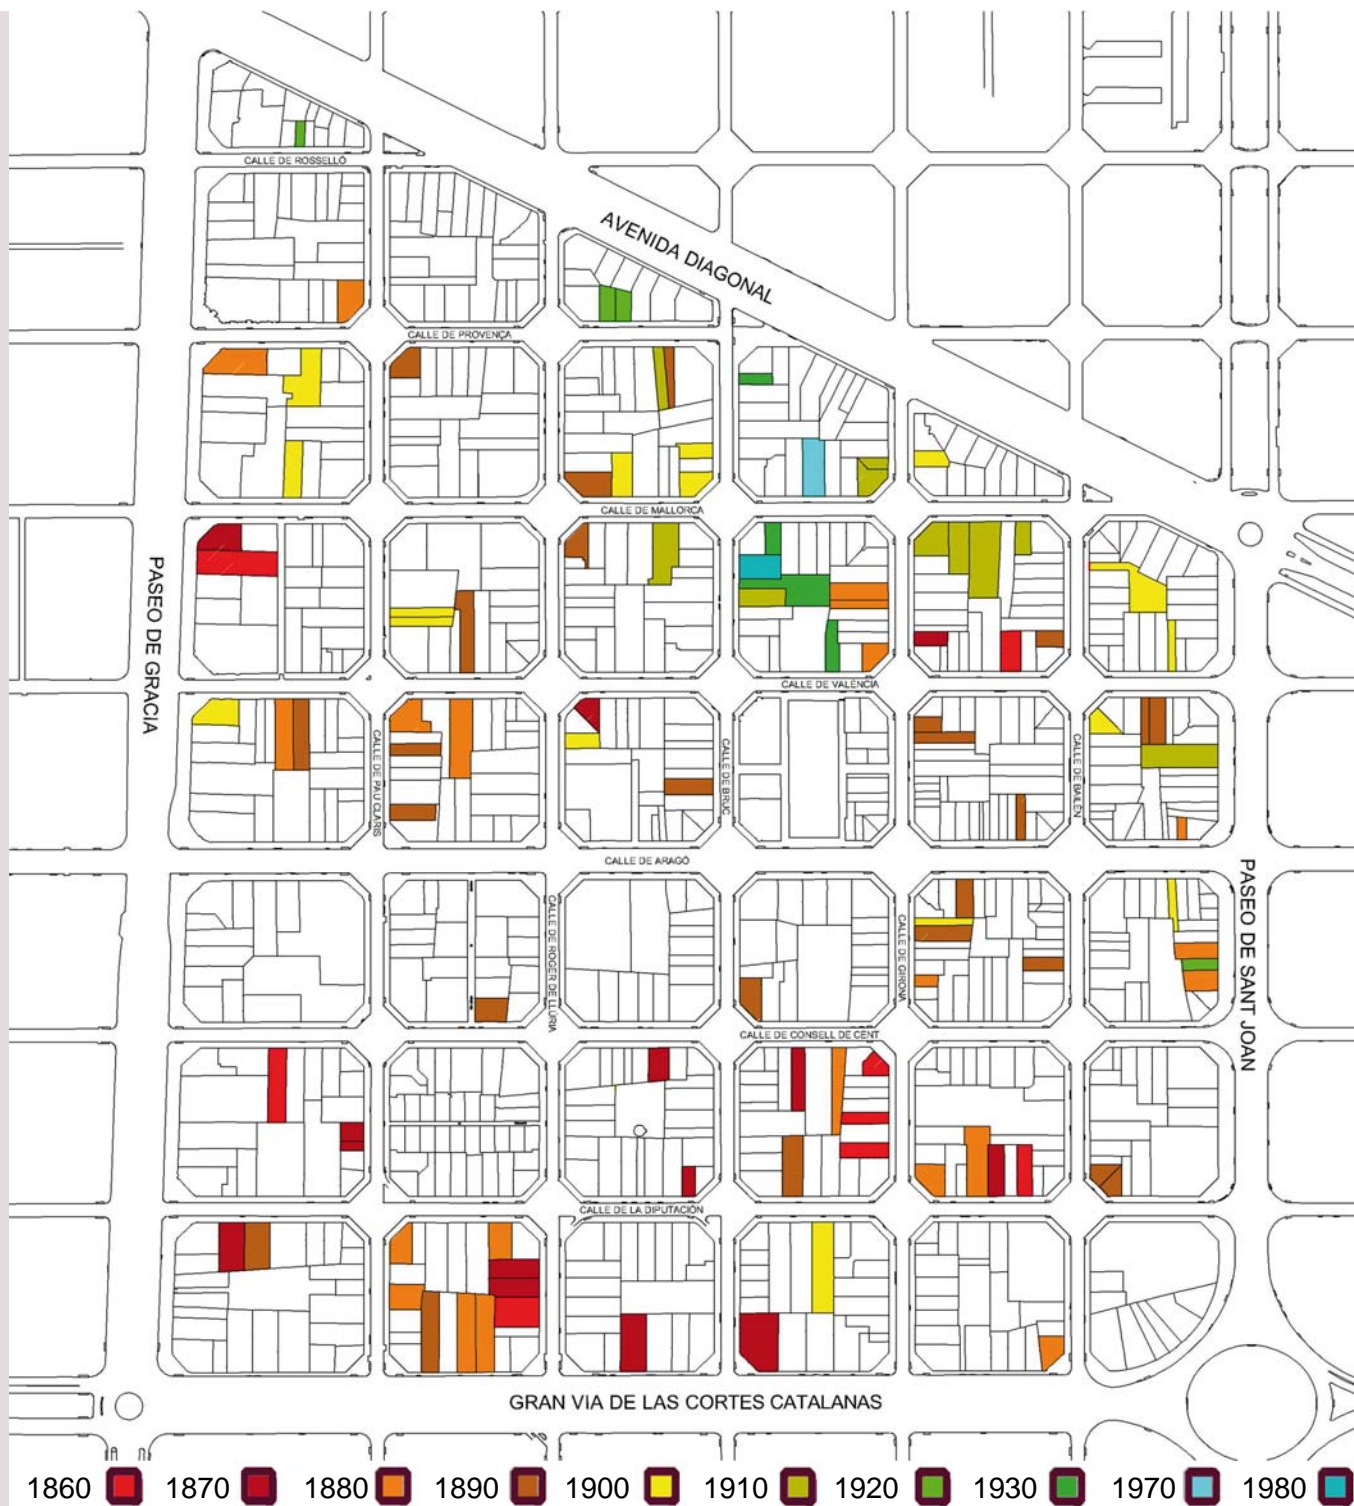 CALLE DE ROSSELLÓ
AVENIDA DIAGONAL
CALLE DE PROVENÇA
CALLE DE MALLORCA
PASEO DE GRACIA
CALLE DE VALENCIA
CALLE DE PAU CLARIS
CALLE DE BRUC
CALLE DE BAILÉN
CALLE DE ARAGÓ
CALLE DE ROGER DE LLÚRIA
CALLE DE GIRONA
PASEO DE SANT JOAN
CALLE DE CONSELL DE CENT
CALLE DE LA DIPUTACIÓN
GRAN VIA DE LAS CORTES CATALANAS
1860 1870 1880 1890 1900 1910 1920 1930 1970 1980